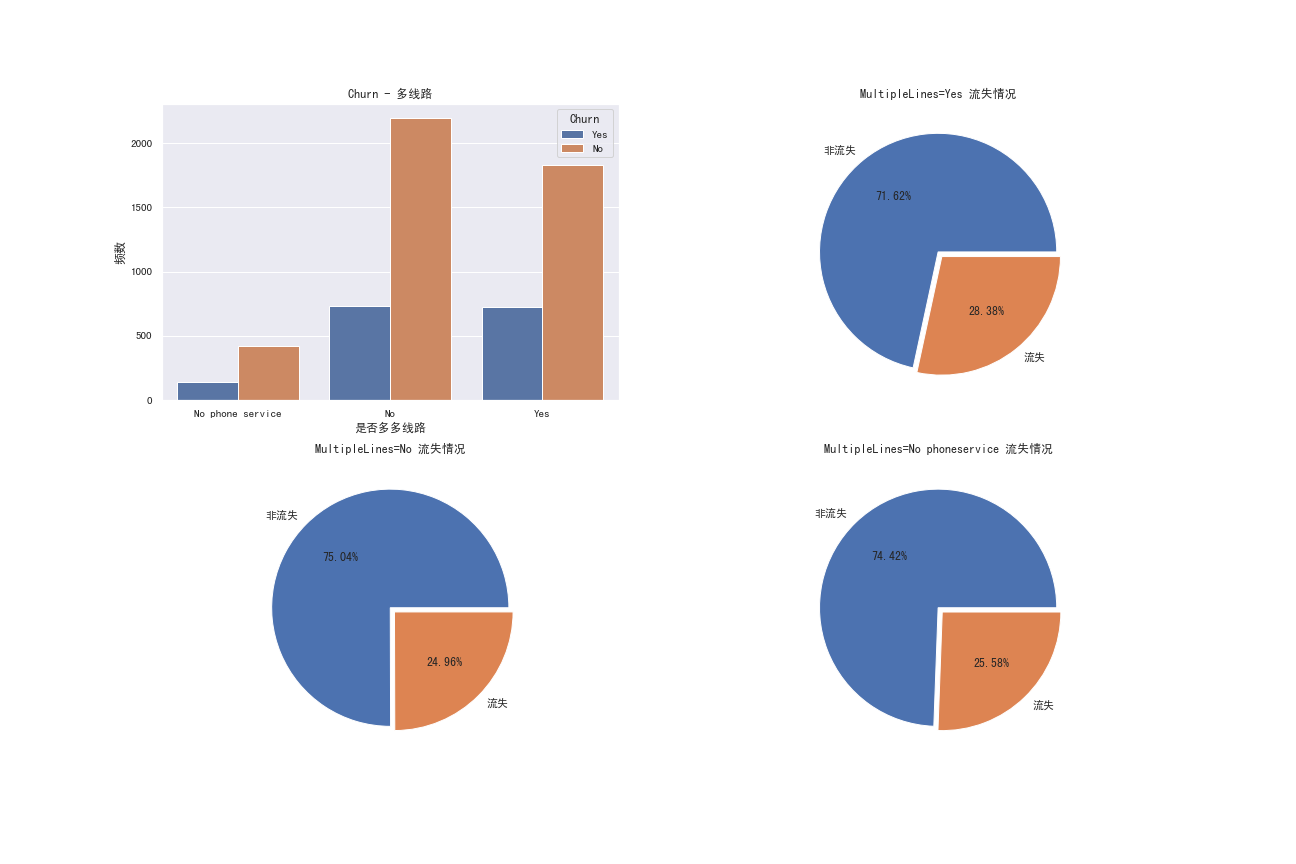 Churn - 多线路
Churn
Yes
No
2000
1500
1000
500
0
频数
No phone service
No
Yes
是否多多线路
MultipleLines=Yes 流失情况
非流失
71.62%
28.38%
流失
MultipleLines=No 流失情况
非流失
75.04%
24.96%
流失
MultipleLines=No phoneservice 流失情况
非流失
74.42%
25.58%
流失